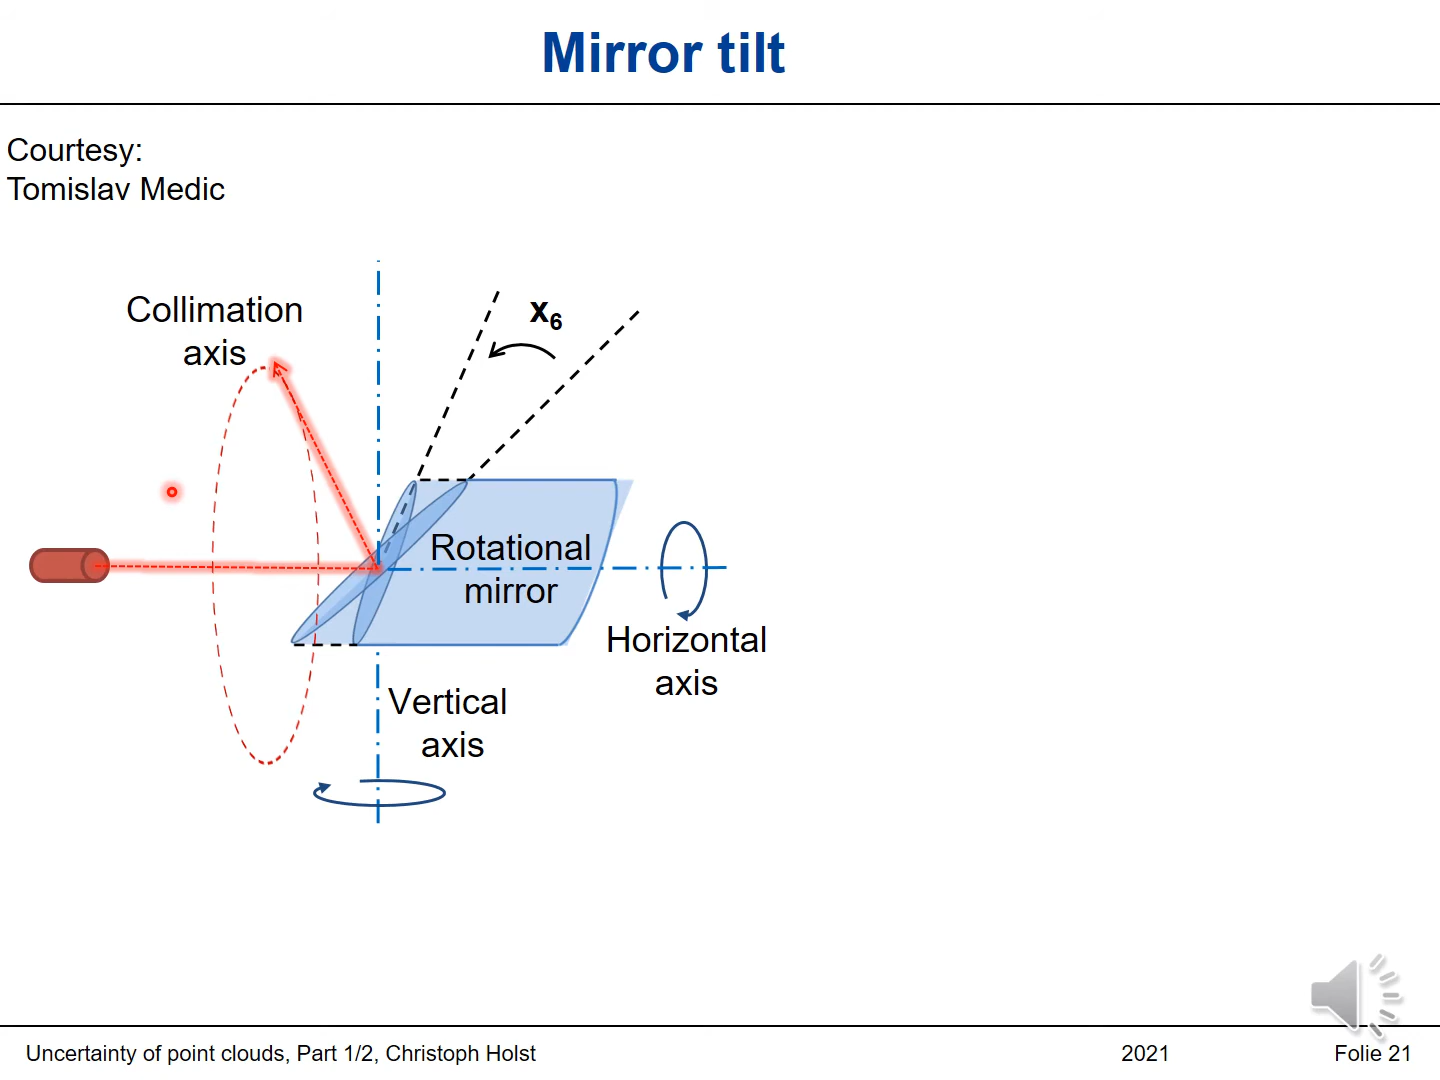 Mirror tilt
Courtesy:
Tomislav Medic
Collimation
axis
x6
Rotational
mirror
Horizontal
axis
Vertical
axis
Uncertainty of point clouds, Part 1/2, Christoph Holst
2021
Folie 21